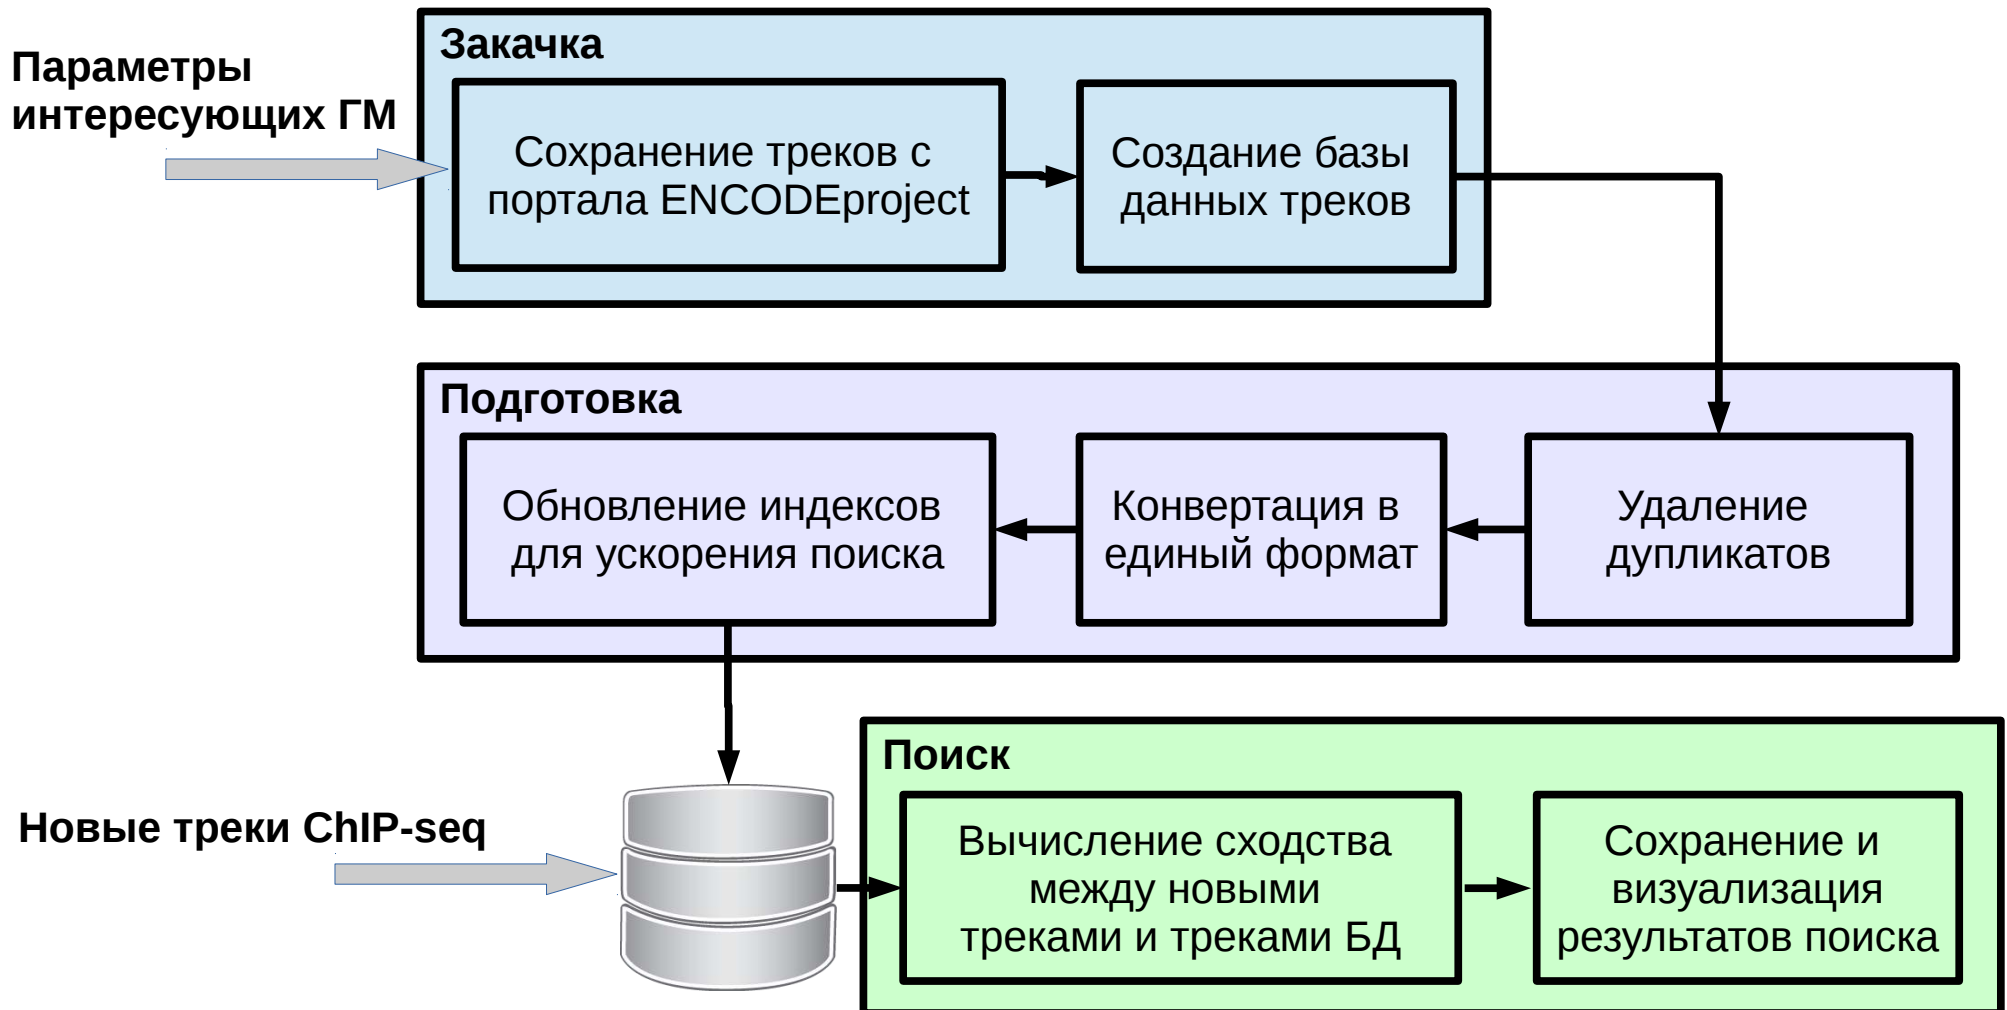 Параметры
интересующих ГМ
Закачка
Сохранение треков с
портала ENCODEproject
Создание базы
данных треков
Подготовка
Обновление индексов
для ускорения поиска
Конвертация в
единый формат
Удаление
дупликатов
Новые треки ChIP-seq
Поиск
Вычисление сходства
между новыми
треками и треками БД
Сохранение и
визуализация
результатов поиска